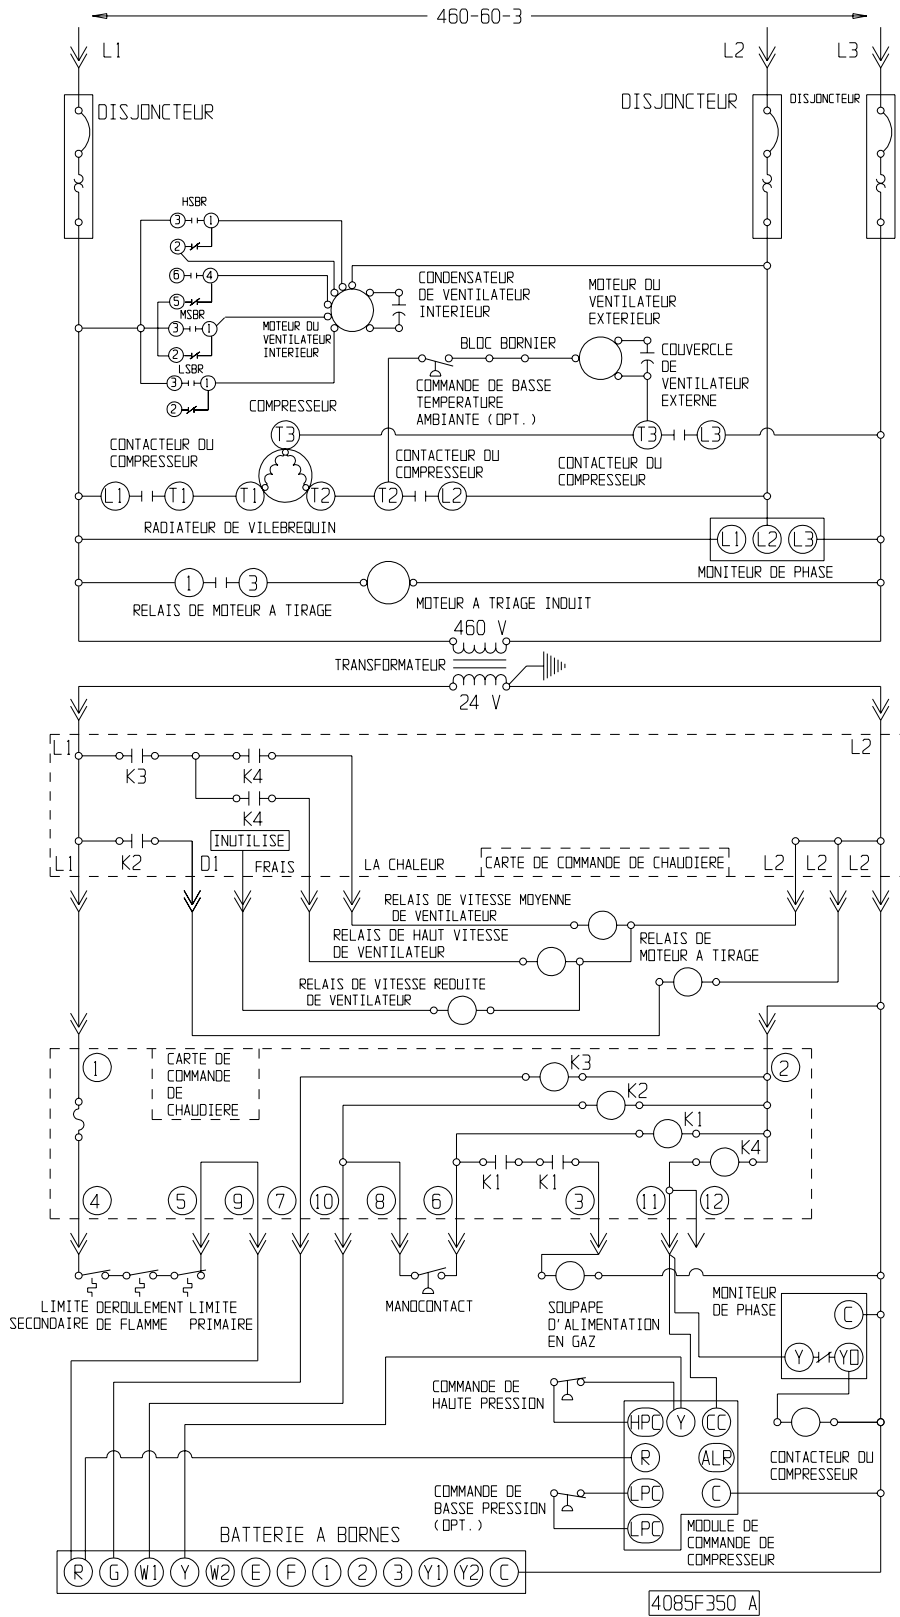 460-60-3
L1
L2
L3
DISJONCTEUR
DISJONCTEUR
DISJONCTEUR
HSBR
3
1
2
6
4
5
MSBR
3
1
2
LSBR
3
1
2
MOTEUR DU
VENTILATEUR
INTERIEUR
CONDENSATEUR
DE VENTILATEUR
INTERIEUR
MOTEUR DU
VENTILATEUR
EXTERIEUR
BLOC BORNIER
COUVERCLE
DE
VENTILATEUR
EXTERNE
COMMANDE DE BASSE
TEMPERATURE
AMBIANTE (OPT.)
COMPRESSEUR
T3
T3
L3
CONTACTEUR DU
COMPRESSEUR
CONTACTEUR DU
COMPRESSEUR
CONTACTEUR DU
COMPRESSEUR
L1
T1
T1
T2
T2
L2
RADIATEUR DE VILEBREQUIN
L1
L2
L3
MONITEUR DE PHASE
1
3
RELAIS DE MOTEUR A TIRAGE
MOTEUR A TRIAGE INDUIT
460 V
TRANSFORMATEUR
24 V
L1
L2
K3
K4
K4
INUTILISE
L1
K2
D1
FRAIS
LA CHALEUR
CARTE DE COMMANDE DE CHAUDIERE
L2
L2
L2
RELAIS DE VITESSE MOYENNE
DE VENTILATEUR
RELAIS DE HAUT VITESSE
DE VENTILATEUR
RELAIS DE
MOTEUR A TIRAGE
RELAIS DE VITESSE REDUITE
DE VENTILATEUR
1
CARTE DE
COMMANDE
DE
CHAUDIERE
K3
2
K2
K1
K4
K1
K1
4
5
9
7
10
8
6
3
11
12
LIMITE
SECONDAIRE
DEROULEMENT
DE FLAMME
LIMITE
PRIMAIRE
MANOCONTACT
SOUPAPE
D'ALIMENTATION
EN GAZ
MONITEUR
DE PHASE
C
Y
YO
COMMANDE DE
HAUTE PRESSION
HPC
Y
CC
R
ALR
LPC
C
LPC
CONTACTEUR DU
COMPRESSEUR
COMMANDE DE
BASSE PRESSION
(OPT.)
MODULE DE
COMMANDE DE
COMPRESSEUR
BATTERIE A BORNES
R
G
W1
Y
W2
E
F
1
2
3
Y1
Y2
C
4085F350 A